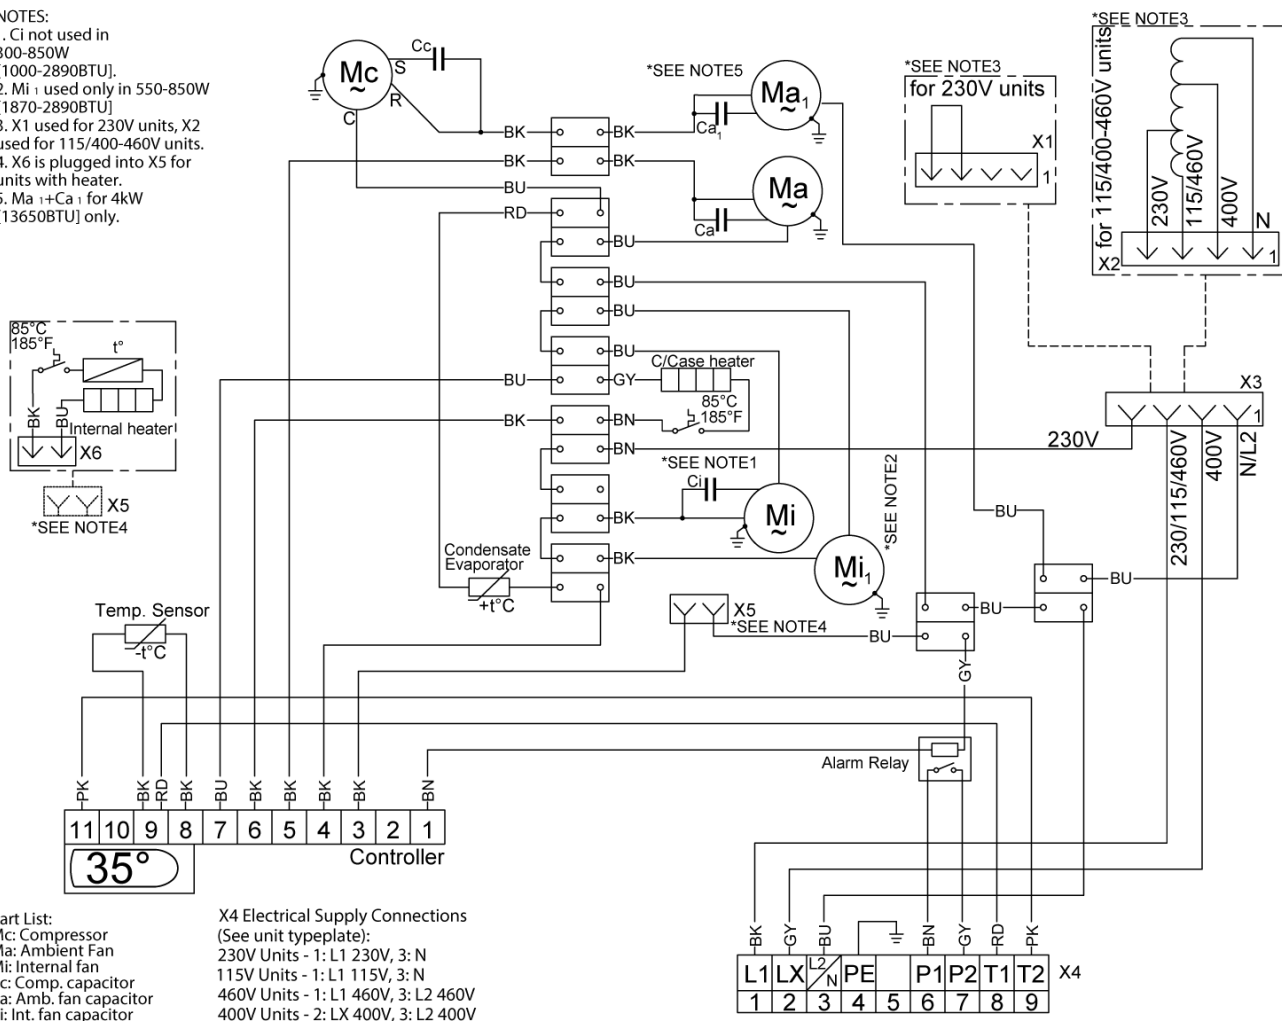 NOTES:
. Ci not used in
300-850W
[1000-2890BTU].
2. Mi 1 used only in 550-850W
[1870-2890BTU]
3. X1 used for 230V units, X2
used for 115/400-460V units.
4. X6 is plugged into X5 for
units with heater.
5. Ma 1+Ca 1 for 4kW
[13650BTU] only.
Mc
~
S
R
C
Cc
*SEE NOTE5
Ma1
~
Ca1
Ma
~
Ca
BK BK
BK BK
BU
RD
BU
BU
BU
BU
BU GY
BK BN
BN
BK
BK
C/Case heater
85°C
185°F
*SEE NOTE1
Ci
Mi
~
*SEE NOTE2
Mi1
~
*SEE NOTE3
for 230V units
X1
1
*SEE NOTE3
for 115/400-460V units
230V
115/460V
400V
N
X2
1
X3
1
230V
230/115/460V
400V
N/L2
BU
BU
BU
BU
GY
85°C
185°F
t°
BK
BU
Internal heater
X6
X5
*SEE NOTE4
Condensate
Evaporator
+t°C
X5
*SEE NOTE4
Temp. Sensor
-t°C
Alarm Relay
PK BK RD BK BU BK BK BK BK BN
11 10 9 8 7 6 5 4 3 2 1
35°
Controller
BK GY BU BN GY RD PK
L1 LX L2/N PE P1 P2 T1 T2 X4
1 2 3 4 5 6 7 8 9
art List:
Mc: Compressor
Ma: Ambient Fan
Mi: Internal fan
c: Comp. capacitor
a: Amb. fan capacitor
i: Int. fan capacitor
X4 Electrical Supply Connections
(See unit typeplate):
230V Units - 1: L1 230V, 3: N
115V Units - 1: L1 115V, 3: N
460V Units - 1: L1 460V, 3: L2 460V
400V Units - 2: LX 400V, 3: L2 400V